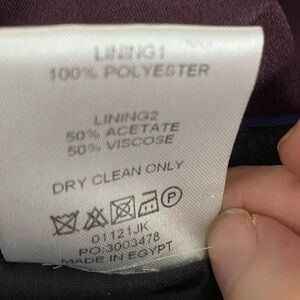 LINING1
100% POLYESTER
LINING2
50% ACETATE
50% VISCOSE
DRY CLEAN ONLY
P
01121JK
PO:3003478
MADE IN EGYPT